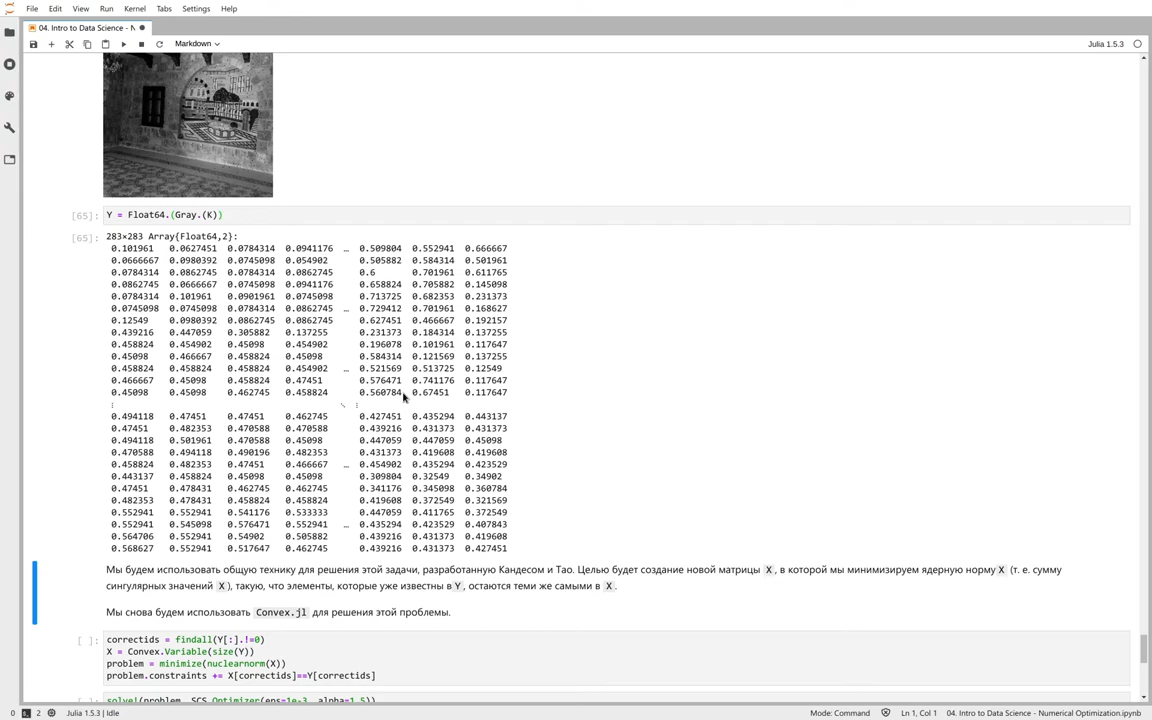 File Edit View Run Kernel Tabs Settings Help
04. Intro to Data Science - N
Markdown
Julia 1.5.3
[65]: Y = Float64.(Gray.(K))
[65]: 283×283 Array{Float64,2}:
0.101961 0.0627451 0.0784314 0.0941176 … 0.509804 0.552941 0.666667
0.0666667 0.0980392 0.0745098 0.054902 0.505882 0.584314 0.501961
0.0784314 0.0862745 0.0784314 0.0862745 0.6 0.701961 0.611765
0.0862745 0.0666667 0.0745098 0.0941176 0.658824 0.705882 0.145098
0.0784314 0.101961 0.0901961 0.0745098 0.713725 0.682353 0.231373
0.0745098 0.0745098 0.0784314 0.0862745 … 0.729412 0.701961 0.168627
0.12549 0.0980392 0.0862745 0.0862745 0.627451 0.466667 0.192157
0.439216 0.447059 0.305882 0.137255 0.231373 0.184314 0.137255
0.458824 0.454902 0.45098 0.454902 0.196078 0.101961 0.117647
0.45098 0.466667 0.458824 0.45098 0.584314 0.121569 0.137255
0.458824 0.458824 0.458824 0.454902 … 0.521569 0.513725 0.12549
0.466667 0.45098 0.458824 0.47451 0.576471 0.741176 0.117647
0.45098 0.45098 0.462745 0.458824 0.560784 0.67451 0.117647
⋮ ⋱ ⋮
0.494118 0.47451 0.47451 0.462745 0.427451 0.435294 0.443137
0.47451 0.482353 0.470588 0.470588 0.439216 0.431373 0.431373
0.494118 0.501961 0.470588 0.45098 0.447059 0.447059 0.45098
0.470588 0.494118 0.490196 0.482353 0.431373 0.419608 0.419608
0.458824 0.482353 0.47451 0.466667 … 0.454902 0.435294 0.423529
0.443137 0.458824 0.45098 0.45098 0.309804 0.32549 0.34902
0.47451 0.478431 0.462745 0.462745 0.341176 0.345098 0.360784
0.482353 0.478431 0.458824 0.458824 0.419608 0.372549 0.321569
0.552941 0.552941 0.541176 0.533333 0.447059 0.411765 0.372549
0.552941 0.545098 0.576471 0.552941 … 0.435294 0.423529 0.407843
0.564706 0.552941 0.54902 0.505882 0.439216 0.431373 0.419608
0.568627 0.552941 0.517647 0.462745 0.439216 0.431373 0.427451
Мы будем использовать общую технику для решения этой задачи, разработанную Кандесом и Тао. Целью будет создание новой матрицы X, в которой мы минимизируем ядерную норму X (т. е. сумму
сингулярных значений X), такую, что элементы, которые уже известны в Y, остаются теми же самыми в X.
Мы снова будем использовать Convex.jl для решения этой проблемы.
[ ]: correctids = findall(Y[:].!=0)
X = Convex.Variable(size(Y))
problem = minimize(nuclearnorm(X))
problem.constraints += X[correctids]==Y[correctids]
solve!(problem, SCS.Optimizer(eps=1e-3, alpha=1.5))
0 2 Julia 1.5.3 | Idle Mode: Command Ln 1, Col 1 04. Intro to Data Science - Numerical Optimization.ipynb